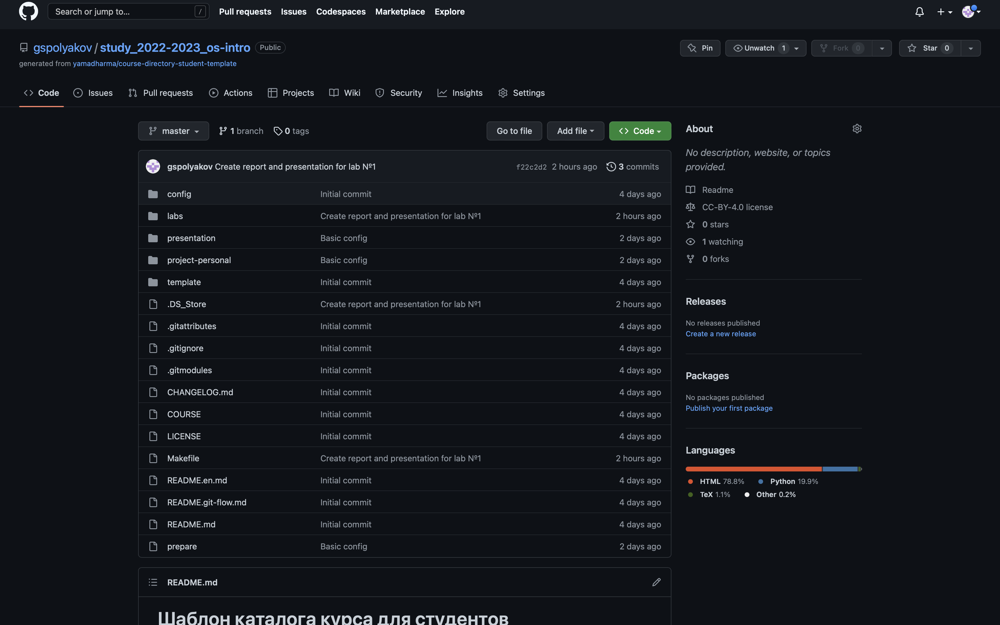 Search or jump to... /
Pull requests Issues Codespaces Marketplace Explore
gspolyakov / study_2022-2023_os-intro Public
Pin Unwatch 1 Fork 0 Star 0
generated from yamadharma/course-directory-student-template
Code Issues Pull requests Actions Projects Wiki Security Insights Settings
master 1 branch 0 tags Go to file Add file Code
gspolyakov Create report and presentation for lab №1 f22c2d2 2 hours ago 3 commits
config Initial commit 4 days ago
labs Create report and presentation for lab №1 2 hours ago
presentation Basic config 2 days ago
project-personal Basic config 2 days ago
template Initial commit 4 days ago
.DS_Store Create report and presentation for lab №1 2 hours ago
.gitattributes Initial commit 4 days ago
.gitignore Initial commit 4 days ago
.gitmodules Initial commit 4 days ago
CHANGELOG.md Initial commit 4 days ago
COURSE Initial commit 4 days ago
LICENSE Initial commit 4 days ago
Makefile Create report and presentation for lab №1 2 hours ago
README.en.md Initial commit 4 days ago
README.git-flow.md Initial commit 4 days ago
README.md Initial commit 4 days ago
prepare Basic config 2 days ago
README.md
Шаблон каталога курса для студентов
About
No description, website, or topics
provided.
Readme
CC-BY-4.0 license
0 stars
1 watching
0 forks
Releases
No releases published
Create a new release
Packages
No packages published
Publish your first package
Languages
HTML 78.8% Python 19.9%
TeX 1.1% Other 0.2%